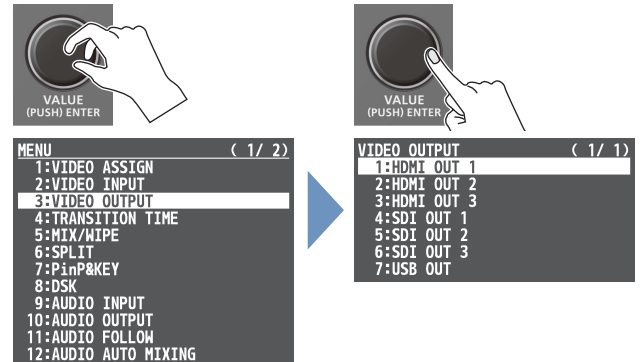 VALUE
(PUSH) ENTER
MENU ( 1/ 2)
1:VIDEO ASSIGN
2:VIDEO INPUT
3:VIDEO OUTPUT
4:TRANSITION TIME
5:MIX/WIPE
6:SPLIT
7:PinP&KEY
8:DSK
9:AUDIO INPUT
10:AUDIO OUTPUT
11:AUDIO FOLLOW
12:AUDIO AUTO MIXING
VALUE
(PUSH) ENTER
VIDEO OUTPUT ( 1/ 1)
1:HDMI OUT 1
2:HDMI OUT 2
3:HDMI OUT 3
4:SDI OUT 1
5:SDI OUT 2
6:SDI OUT 3
7:USB OUT